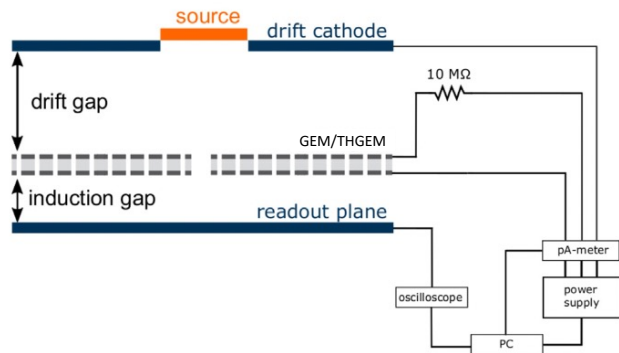 source
drift cathode
10 MΩ
drift gap
GEM/THGEM
induction gap
readout plane
pA-meter
oscilloscope
power
supply
PC